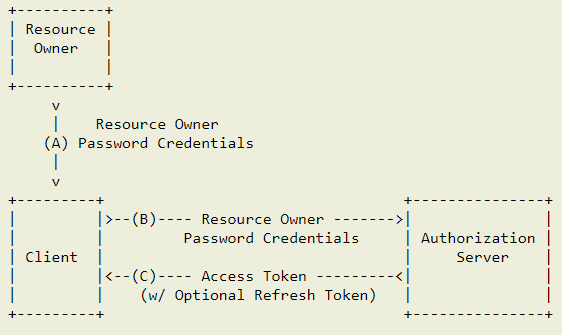 +----------+
| Resource |
|  Owner   |
|          |
+----------+
     v
     |    Resource Owner
    (A) Password Credentials
     |
     v
+---------+                                  +---------------+
|         |>--(B)---- Resource Owner ------->|               |
|         |         Password Credentials     | Authorization |
| Client  |                                  |     Server    |
|         |<--(C)---- Access Token ---------<|               |
|         |    (w/ Optional Refresh Token)   |               |
+---------+                                  +---------------+